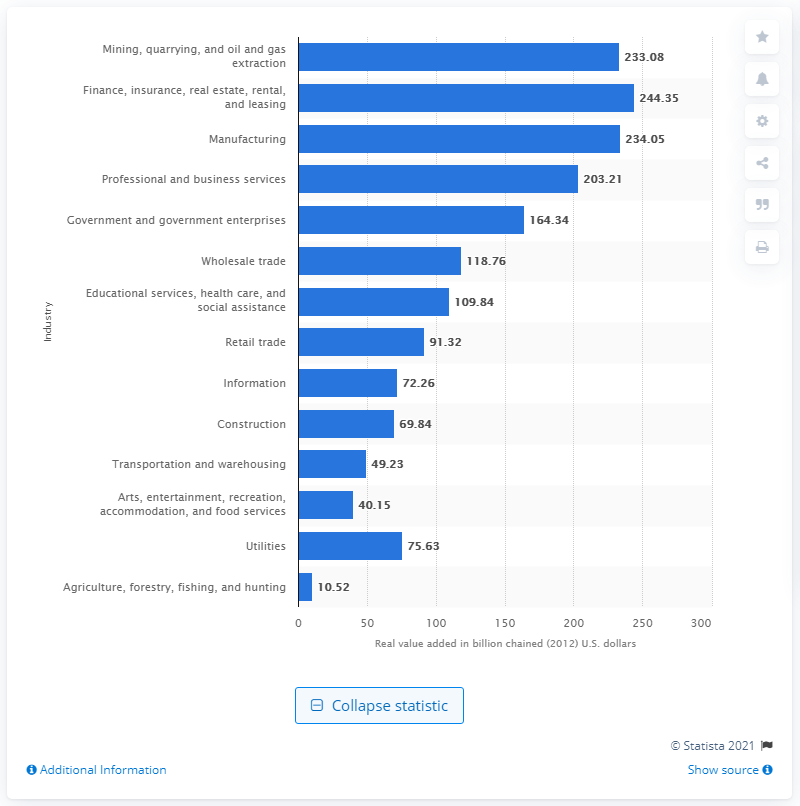 Mining, quarrying, and oil and gas
extraction
233.08
Finance, insurance, real estate, rental,
and leasing
244.35
Manufacturing
234.05
Professional and business services
203.21
Government and government enterprises
164.34
Wholesale trade
118.76
Educational services, health care, and
social assistance
109.84
Retail trade
91.32
Information
72.26
Construction
69.84
Transportation and warehousing
49.23
Arts, entertainment, recreation,
accommodation, and food services
40.15
Utilities
75.63
Agriculture, forestry, fishing, and hunting
10.52
Industry
0 50 100 150 200 250 300
Real value added in billion chained (2012) U.S. dollars
Collapse statistic
© Statista 2021
Additional Information
Show source